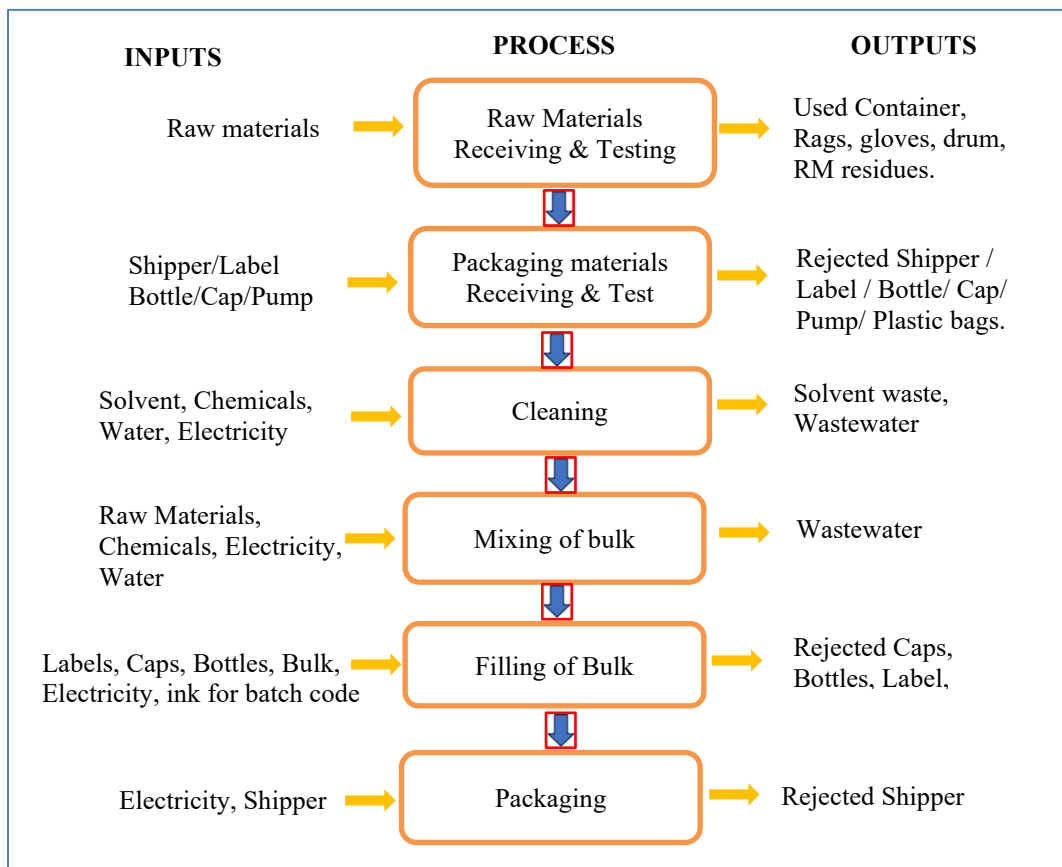 INPUTS
PROCESS
OUTPUTS
Raw materials
Raw Materials
Receiving & Testing
Used Container,
Rags, gloves, drum,
RM residues.
Shipper/Label
Bottle/Cap/Pump
Packaging materials
Receiving & Test
Rejected Shipper /
Label / Bottle/ Cap/
Pump/ Plastic bags.
Solvent, Chemicals,
Water, Electricity
Cleaning
Solvent waste,
Wastewater
Raw Materials,
Chemicals, Electricity,
Water
Mixing of bulk
Wastewater
Labels, Caps, Bottles, Bulk,
Electricity, ink for batch code
Filling of Bulk
Rejected Caps,
Bottles, Label,
Electricity, Shipper
Packaging
Rejected Shipper